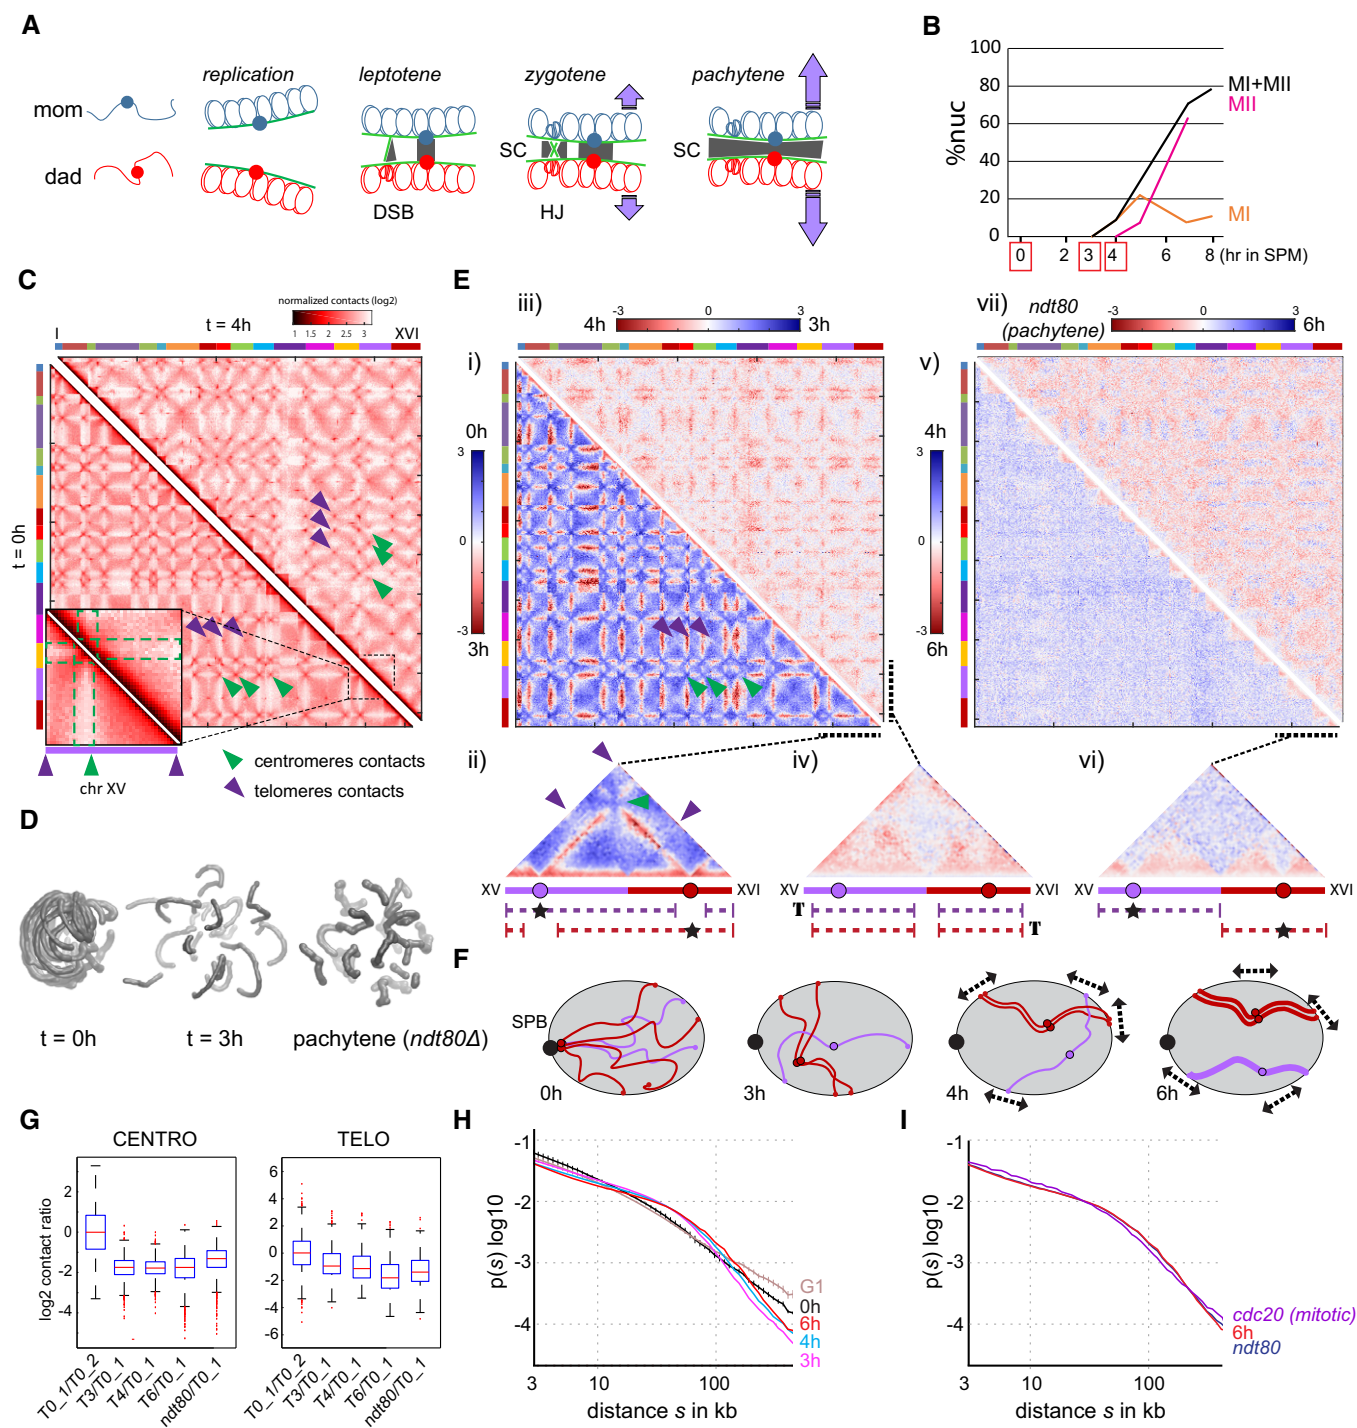 A
replication
leptotene
zygotene
pachytene
mom
dad
SC
SC
DSB
HJ
B
%nuc
100
80
60
40
20
0
MI+MII
MII
MI
0
2
3
4
6
8
(hr in SPM)
C
normalized contacts (log2)
1
1.5
2
2.5
3
t = 4h
I
XVI
t = 0h
chr XV
centromeres contacts
telomeres contacts
D
t = 0h
t = 3h
pachytene (ndt80Δ)
E
iii)
4h
-3
0
3
3h
i)
0h
3
0
-3
3h
vii)
ndt80
(pachytene)
-3
0
3
6h
v)
4h
3
0
-3
6h
ii)
XV
XVI
iv)
XV
XVI
T
T
vi)
XV
XVI
F
SPB
0h
3h
4h
6h
G
CENTRO
log2 contact ratio
2
0
-2
-4
T0_1/T0_2
T3/T0_1
T4/T0_1
T6/T0_1
ndt80/T0_1
TELO
6
4
2
0
-2
-4
-6
T0_1/T0_2
T3/T0_1
T4/T0_1
T6/T0_1
ndt80/T0_1
H
p(s) log10
-1
-2
-3
-4
G1
0h
6h
4h
3h
3
10
100
distance s in kb
I
p(s) log10
-1
-2
-3
-4
cdc20 (mitotic)
6h
ndt80
3
10
100
distance s in kb